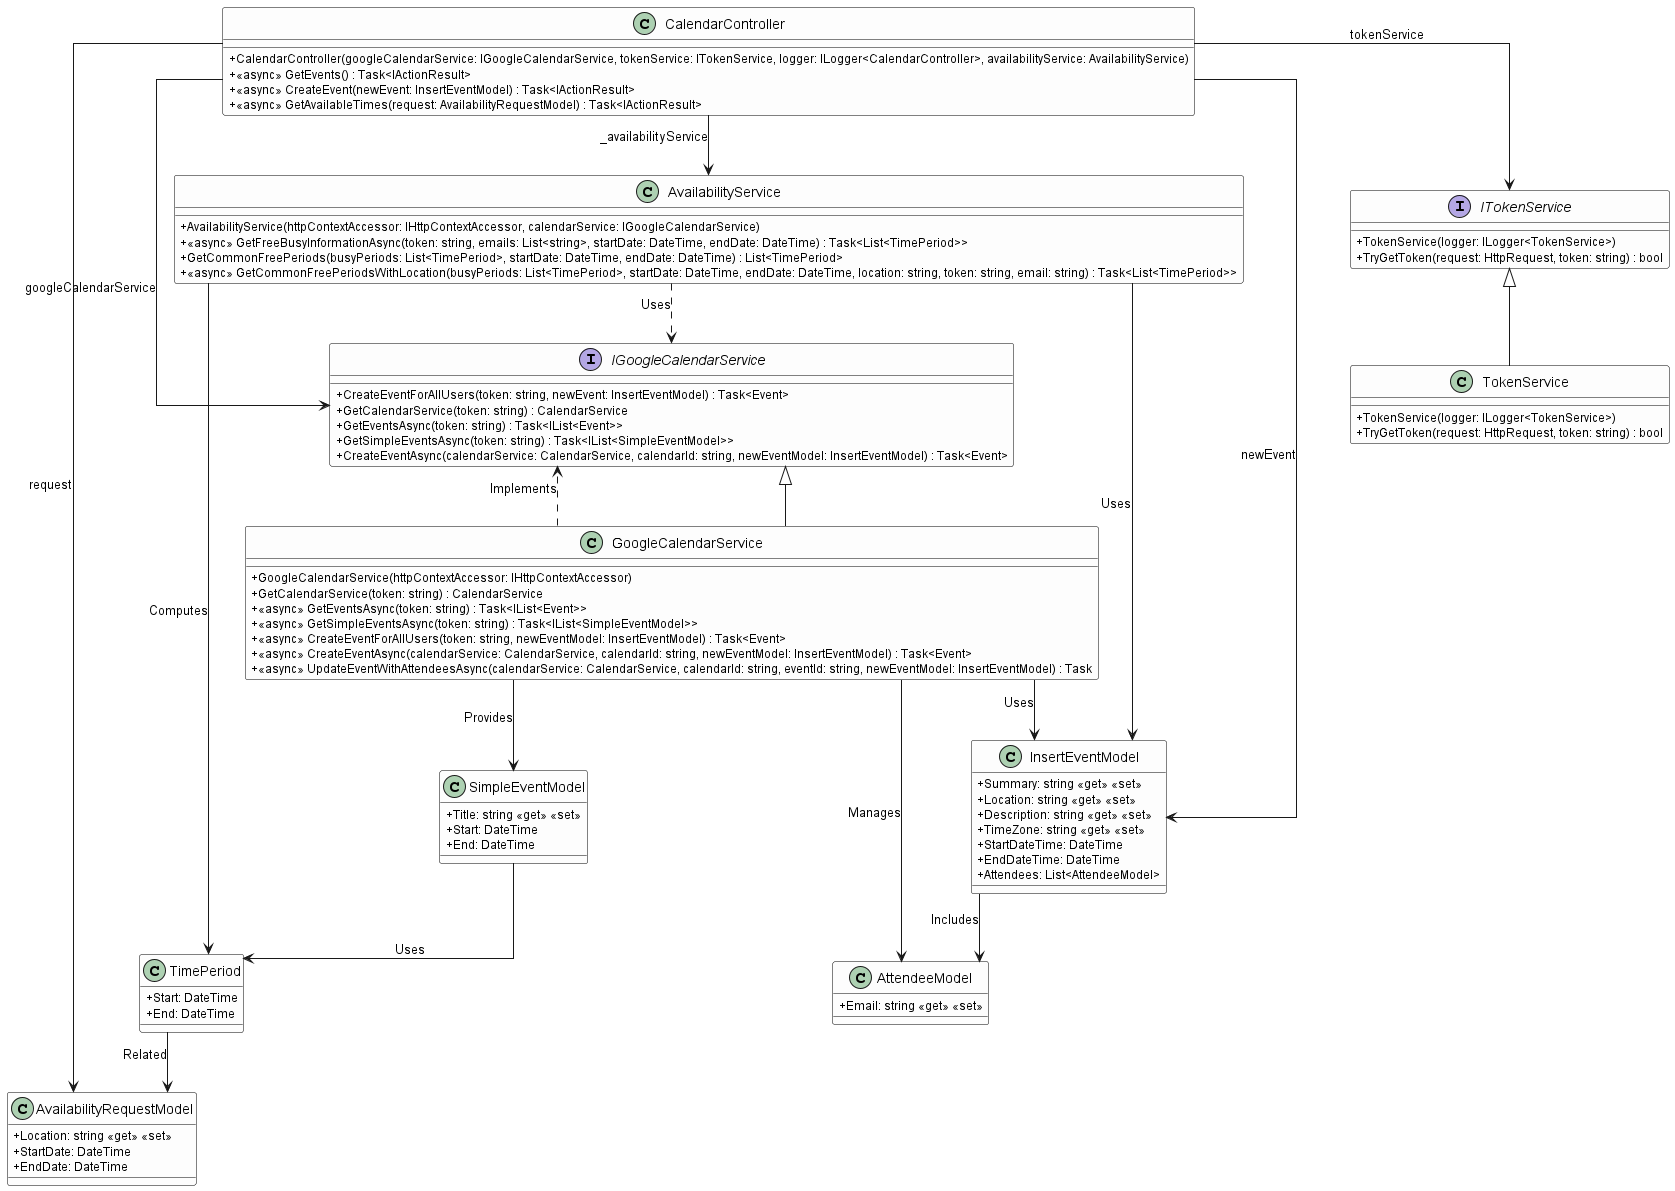 C CalendarController
+CalendarController(googleCalendarService: IGoogleCalendarService, tokenService: ITokenService, logger: ILogger<CalendarController>, availabilityService: AvailabilityService)
+«async» GetEvents() : Task<IActionResult>
+«async» CreateEvent(newEvent: InsertEventModel) : Task<IActionResult>
+«async» GetAvailableTimes(request: AvailabilityRequestModel) : Task<IActionResult>
tokenService
_availabilityService
C AvailabilityService
+AvailabilityService(httpContextAccessor: IHttpContextAccessor, calendarService: IGoogleCalendarService)
+«async» GetFreeBusyInformationAsync(token: string, emails: List<string>, startDate: DateTime, endDate: DateTime) : Task<List<TimePeriod>>
+GetCommonFreePeriods(busyPeriods: List<TimePeriod>, startDate: DateTime, endDate: DateTime) : List<TimePeriod>
+«async» GetCommonFreePeriodsWithLocation(busyPeriods: List<TimePeriod>, startDate: DateTime, endDate: DateTime, location: string, token: string, email: string) : Task<List<TimePeriod>>
I ITokenService
+TokenService(logger: ILogger<TokenService>)
+TryGetToken(request: HttpRequest, token: string) : bool
googleCalendarService
Uses
I IGoogleCalendarService
+CreateEventForAllUsers(token: string, newEvent: InsertEventModel) : Task<Event>
+GetCalendarService(token: string) : CalendarService
+GetEventsAsync(token: string) : Task<IList<Event>>
+GetSimpleEventsAsync(token: string) : Task<IList<SimpleEventModel>>
+CreateEventAsync(calendarService: CalendarService, calendarId: string, newEventModel: InsertEventModel) : Task<Event>
C TokenService
+TokenService(logger: ILogger<TokenService>)
+TryGetToken(request: HttpRequest, token: string) : bool
newEvent
request
Implements
Uses
C GoogleCalendarService
+GoogleCalendarService(httpContextAccessor: IHttpContextAccessor)
+GetCalendarService(token: string) : CalendarService
+«async» GetEventsAsync(token: string) : Task<IList<Event>>
+«async» GetSimpleEventsAsync(token: string) : Task<IList<SimpleEventModel>>
+«async» CreateEventForAllUsers(token: string, newEventModel: InsertEventModel) : Task<Event>
+«async» CreateEventAsync(calendarService: CalendarService, calendarId: string, newEventModel: InsertEventModel) : Task<Event>
+«async» UpdateEventWithAttendeesAsync(calendarService: CalendarService, calendarId: string, eventId: string, newEventModel: InsertEventModel) : Task
Computes
Provides
Uses
C InsertEventModel
+Summary: string «get» «set»
+Location: string «get» «set»
+Description: string «get» «set»
+TimeZone: string «get» «set»
+StartDateTime: DateTime
+EndDateTime: DateTime
+Attendees: List<AttendeeModel>
C SimpleEventModel
+Title: string «get» «set»
+Start: DateTime
+End: DateTime
Manages
Includes
Uses
C TimePeriod
+Start: DateTime
+End: DateTime
C AttendeeModel
+Email: string «get» «set»
Related
C AvailabilityRequestModel
+Location: string «get» «set»
+StartDate: DateTime
+EndDate: DateTime